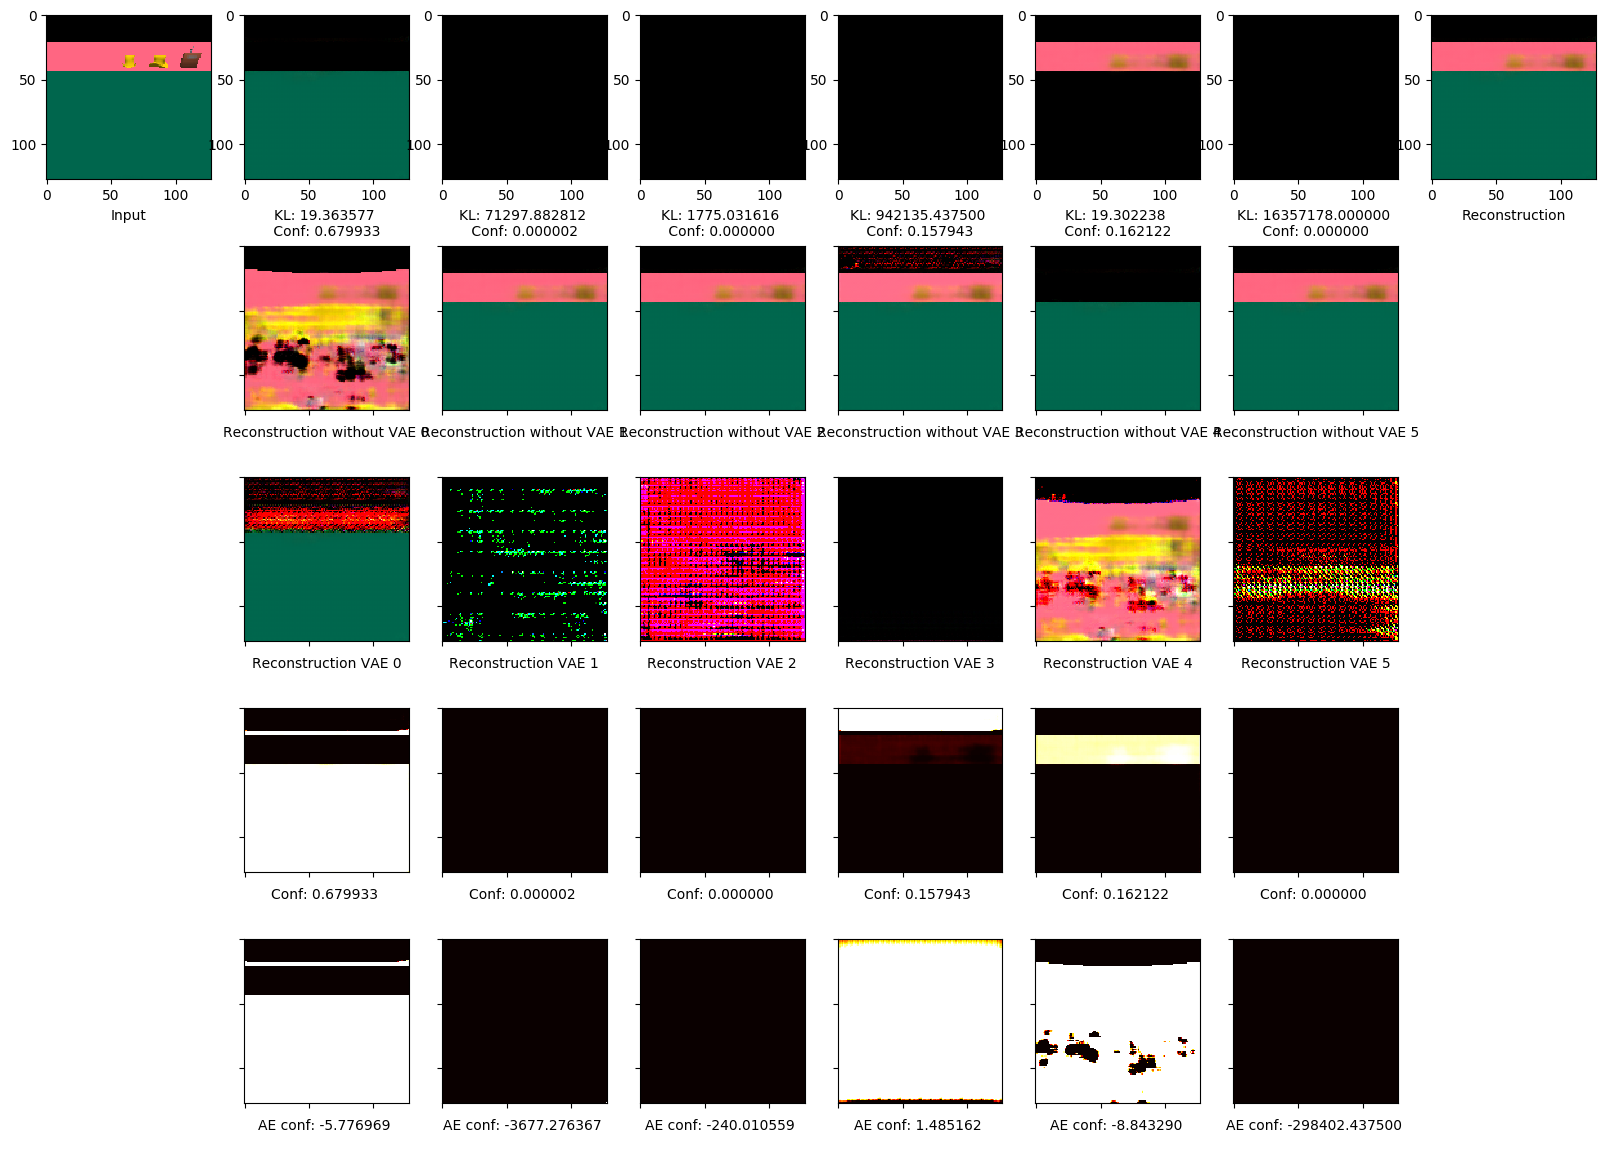 0 0 0 0 0 0 0 0
50 50 50 50 50 50 50 50
100 100 100 100 100 100 100 100
0 50 100 0 50 100 0 50 100 0 50 100 0 50 100 0 50 100 0 50 100 0 50 100
Input KL: 19.363577 KL: 71297.882812 KL: 1775.031616 KL: 942135.437500 KL: 19.302238 KL: 16357178.000000 Reconstruction
Conf: 0.679933 Conf: 0.000002 Conf: 0.000000 Conf: 0.157943 Conf: 0.162122 Conf: 0.000000
Reconstruction without VAE 0 Reconstruction without VAE 1 Reconstruction without VAE 2 Reconstruction without VAE 3 Reconstruction without VAE 4 Reconstruction without VAE 5
Reconstruction VAE 0 Reconstruction VAE 1 Reconstruction VAE 2 Reconstruction VAE 3 Reconstruction VAE 4 Reconstruction VAE 5
Conf: 0.679933 Conf: 0.000002 Conf: 0.000000 Conf: 0.157943 Conf: 0.162122 Conf: 0.000000
AE conf: -5.776969 AE conf: -3677.276367 AE conf: -240.010559 AE conf: 1.485162 AE conf: -8.843290 AE conf: -298402.437500